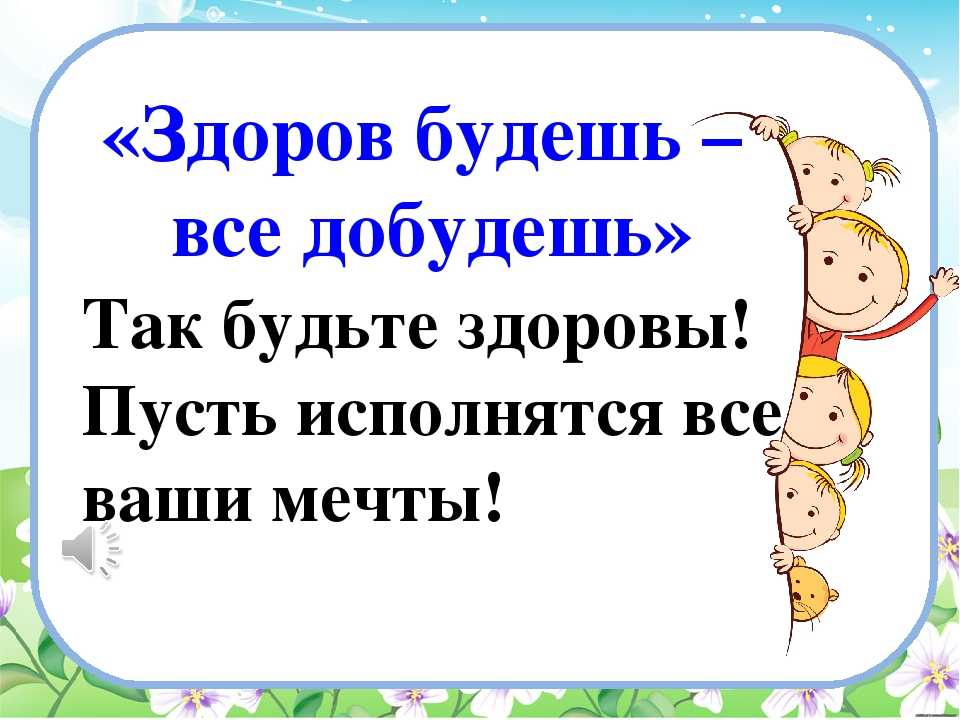 «Здоров будешь –
все добудешь»
Так будьте здоровы!
Пусть исполнятся все
ваши мечты!